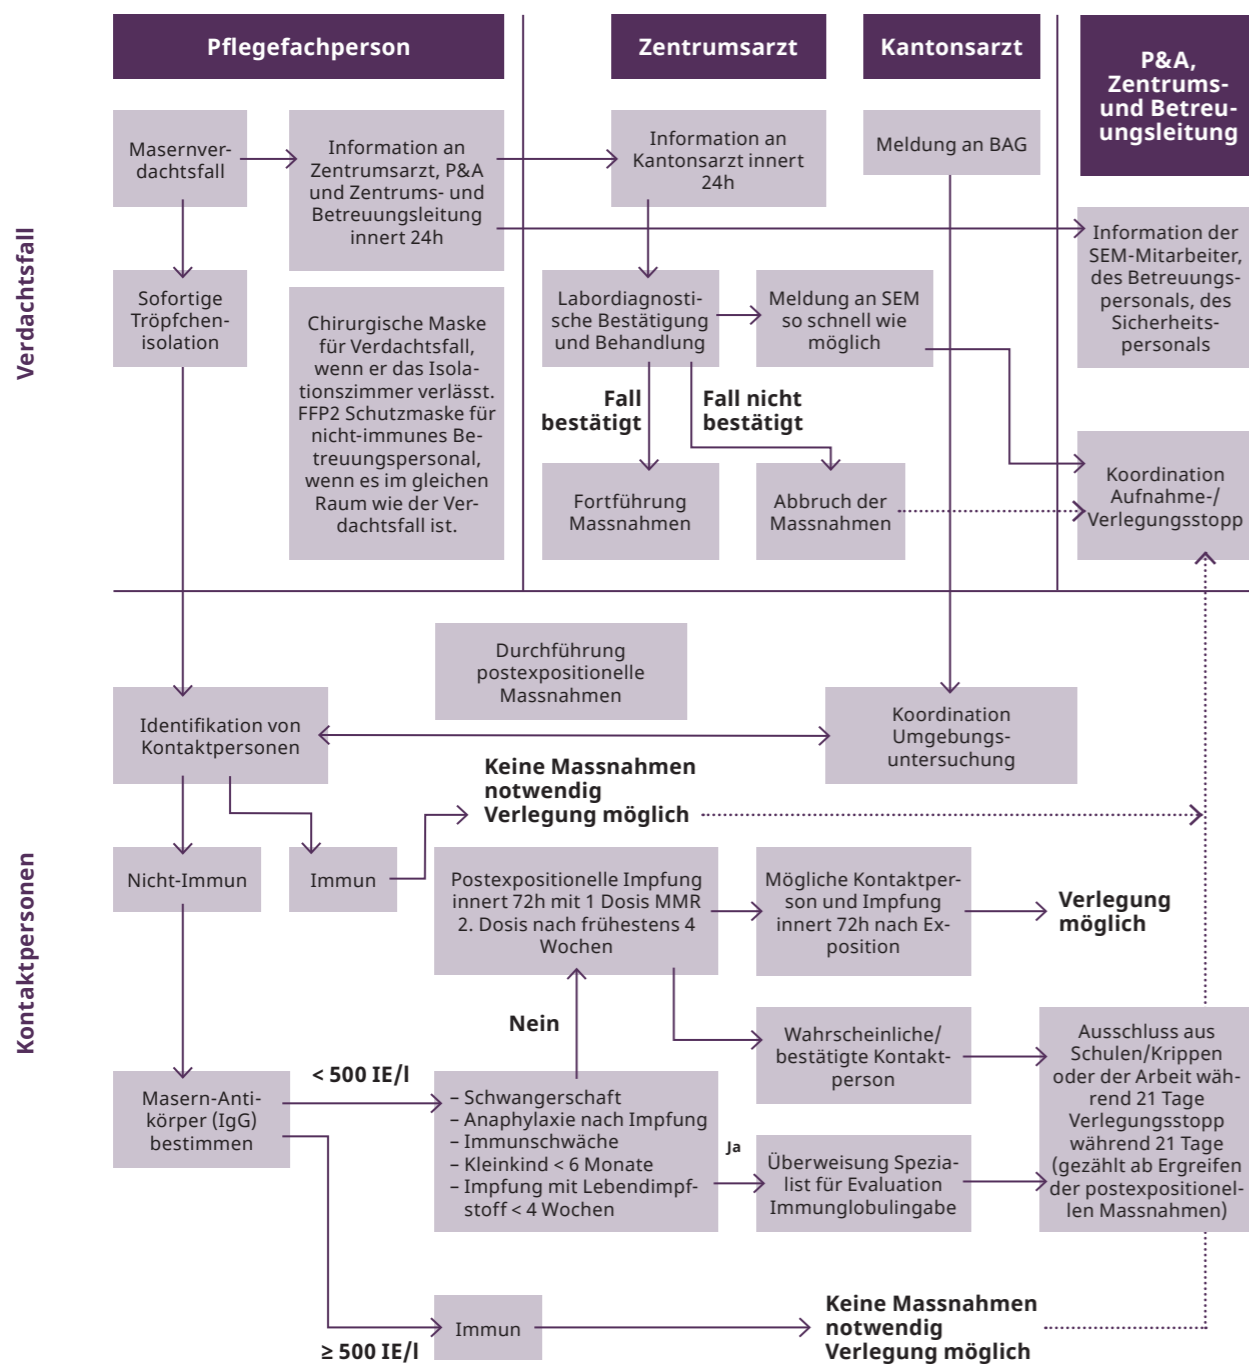 Pflegefachperson
Zentrumsarzt
Kantonsarzt
P&A,
Zentrums-
und Betreu-
ungsleitung
Verdachtsfall
Masernver-
dachtsfall
Information an
Zentrumsarzt, P&A
und Zentrums- und
Betreuungsleitung
innert 24h
Information an
Kantonsarzt innert
24h
Meldung an BAG
Information der
SEM-Mitarbeiter,
des Betreuungs-
personals, des
Sicherheits-
personals
Sofortige
Tröpfchen-
isolation
Chirurgische Maske
für Verdachtsfall,
wenn er das Isola-
tionszimmer verlässt.
FFP2 Schutzmaske für
nicht-immunes Be-
treuungspersonal,
wenn es im gleichen
Raum wie der Ver-
dachtsfall ist.
Labordiagnosti-
sche Bestätigung
und Behandlung
Meldung an SEM
so schnell wie
möglich
Fall
bestätigt
Fall nicht
bestätigt
Fortführung
Massnahmen
Abbruch der
Massnahmen
Koordination
Aufnahme-/
Verlegungsstopp
Kontaktpersonen
Durchführung
postexpositionelle
Massnahmen
Identifikation von
Kontaktpersonen
Koordination
Umgebungs-
untersuchung
Keine Massnahmen
notwendig
Verlegung möglich
Nicht-Immun
Immun
Postexpositionelle Impfung
innert 72h mit 1 Dosis MMR
2. Dosis nach frühestens 4
Wochen
Mögliche Kontaktper-
son und Impfung
innert 72h nach Ex-
position
Verlegung
möglich
Nein
Wahrscheinliche/
bestätigte Kontakt-
person
Ausschluss aus
Schulen/Krippen
oder der Arbeit wäh-
rend 21 Tage
Verlegungsstopp
während 21 Tage
(gezählt ab Ergreifen
der postexpositionel-
len Massnahmen)
Masern-Anti-
körper (IgG)
bestimmen
< 500 IE/l
– Schwangerschaft
– Anaphylaxie nach Impfung
– Immunschwäche
– Kleinkind < 6 Monate
– Impfung mit Lebendimpf-
stoff < 4 Wochen
Ja
Überweisung Spezia-
list für Evaluation
Immunglobulingabe
≥ 500 IE/l
Immun
Keine Massnahmen
notwendig
Verlegung möglich